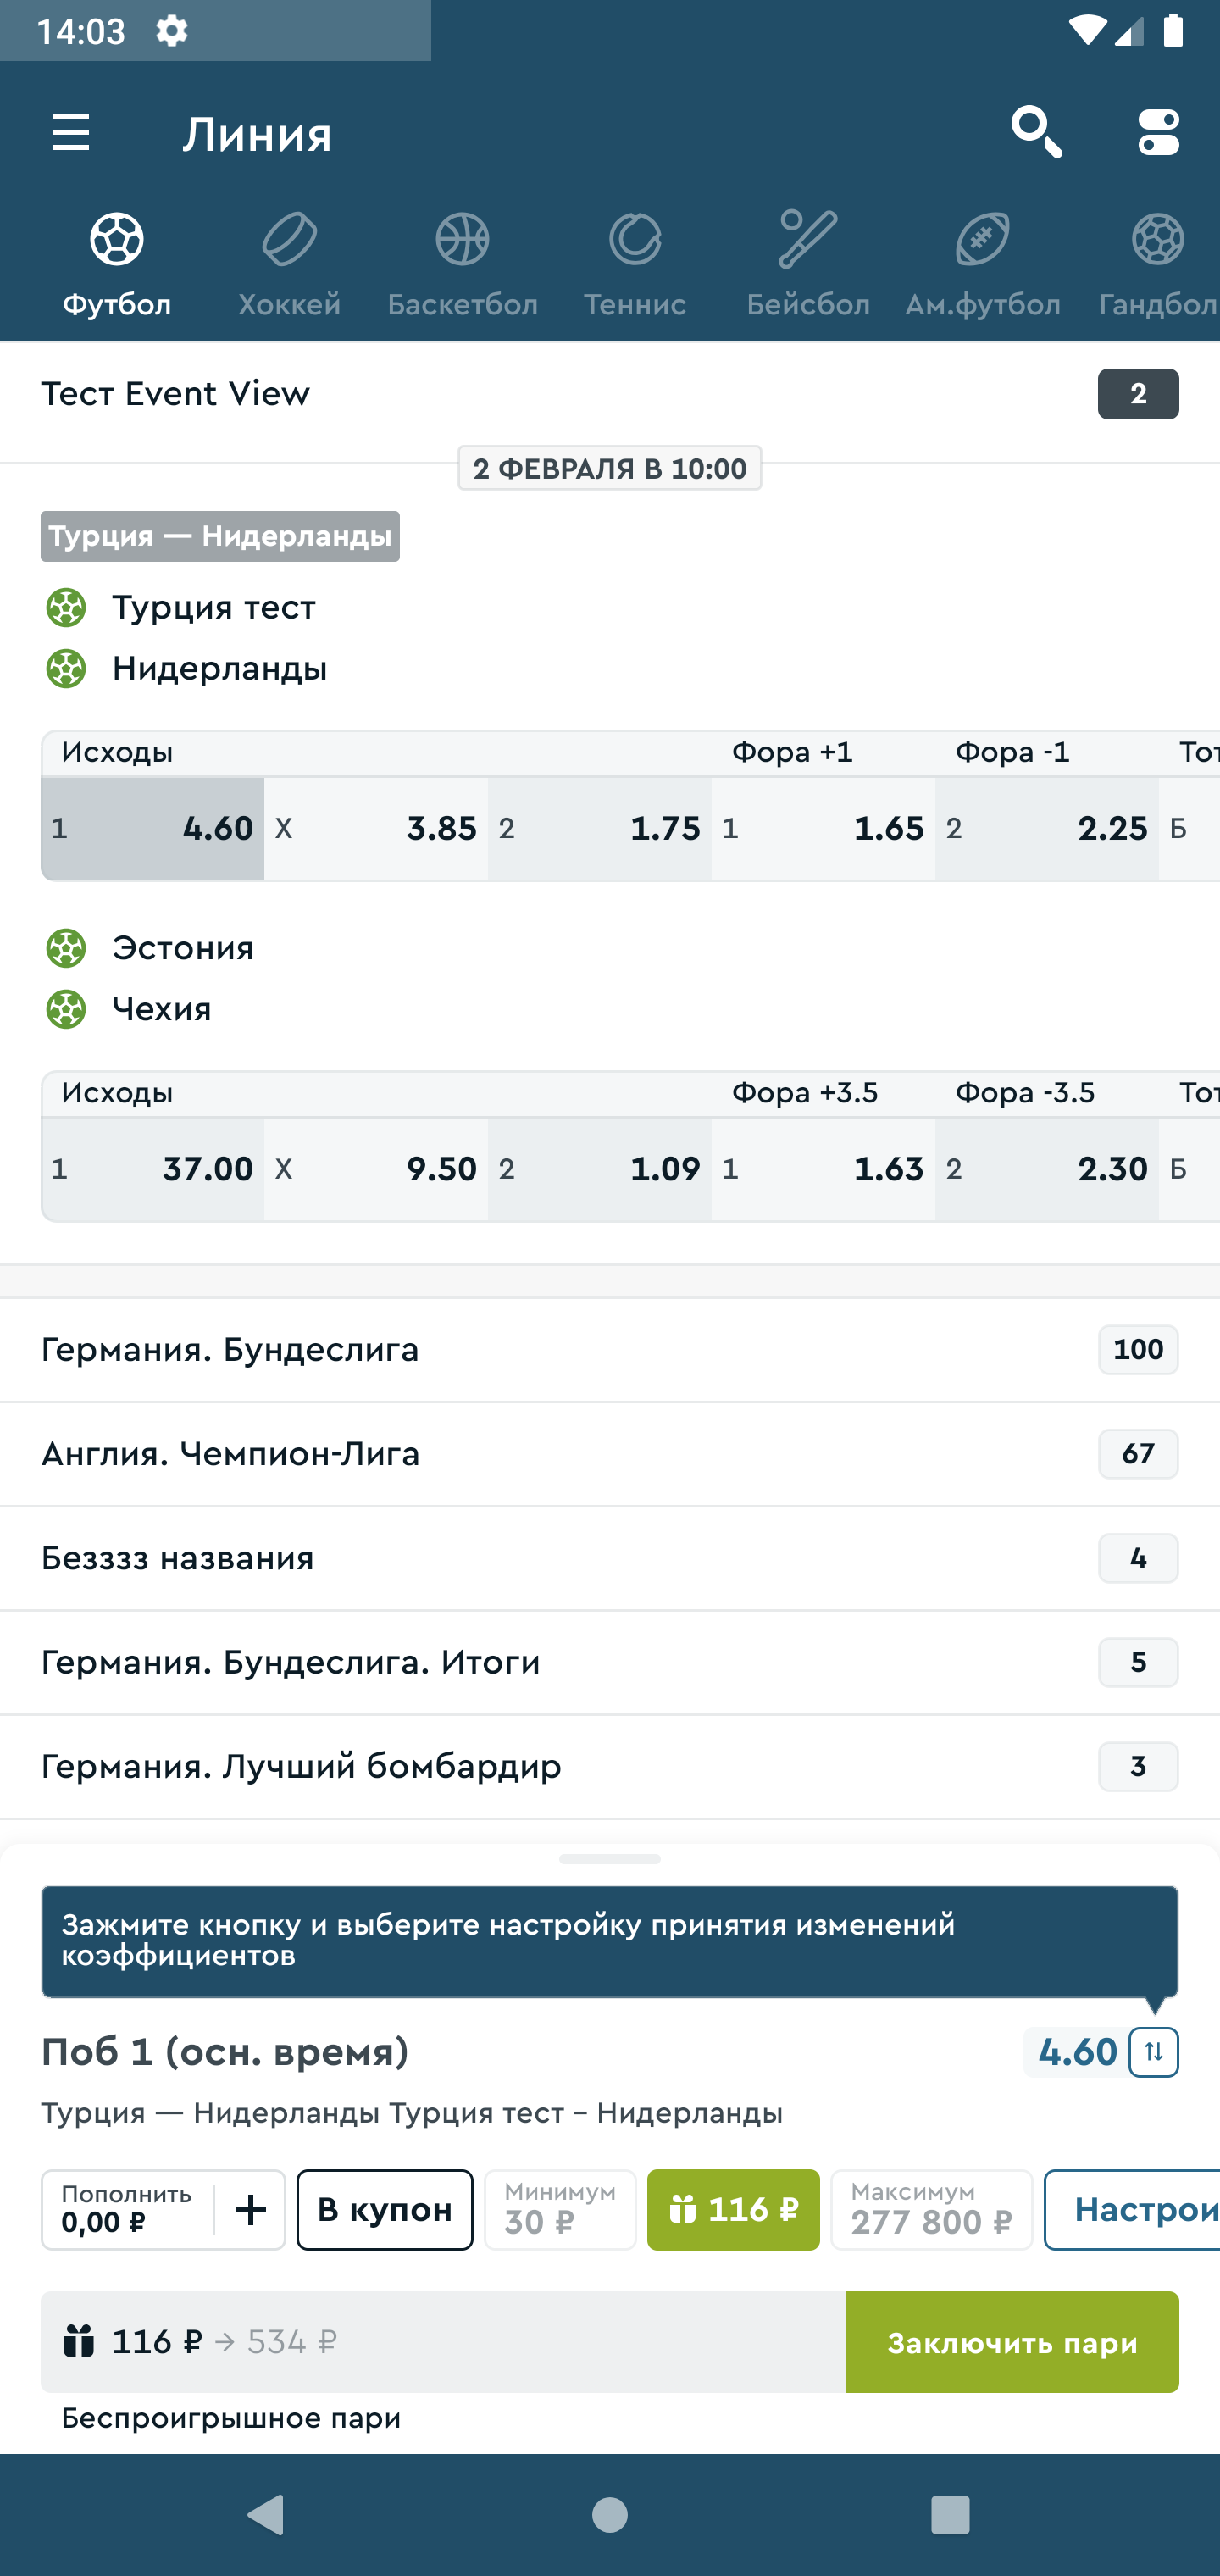 14:03
Линия
Футбол Хоккей Баскетбол Теннис Бейсбол Ам.футбол Гандбол
Тест Event View 2
2 ФЕВРАЛЯ В 10:00
Турция — Нидерланды
Турция тест
Нидерланды
Исходы Фора +1 Фора -1 Тот
1 4.60 X 3.85 2 1.75 1 1.65 2 2.25 Б
Эстония
Чехия
Исходы Фора +3.5 Фора -3.5 Тот
1 37.00 X 9.50 2 1.09 1 1.63 2 2.30 Б
Германия. Бундеслига 100
Англия. Чемпион-Лига 67
Безззз названия 4
Германия. Бундеслига. Итоги 5
Германия. Лучший бомбардир 3
Зажмите кнопку и выберите настройку принятия изменений
коэффициентов
Поб 1 (осн. время) 4.60
Турция — Нидерланды Турция тест – Нидерланды
Пополнить
0,00 ₽
В купон
Минимум
30 ₽
116 ₽
Максимум
277 800 ₽
Настрои
116 ₽ → 534 ₽ Заключить пари
Беспроигрышное пари